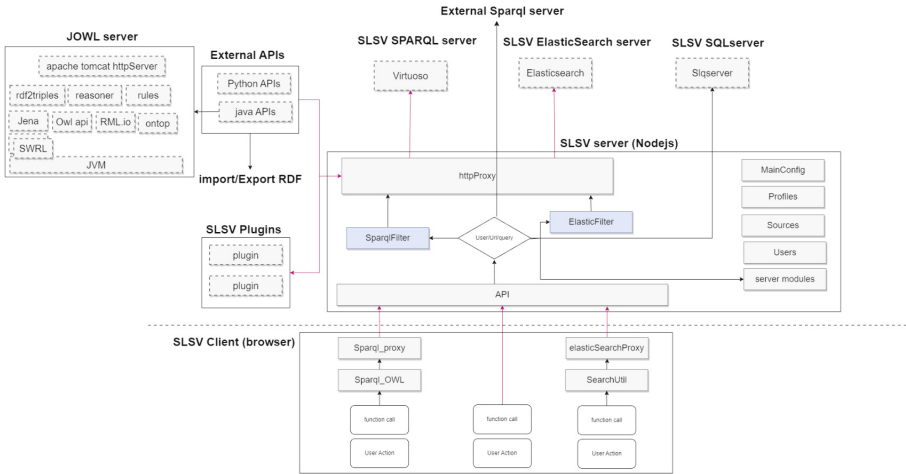 External Sparql server
JOWL server
External APIs
SLSV SPARQL server
SLSV ElasticSearch server
SLSV SQLserver
apache tomcat httpServer
Python APIs
Virtuoso
Elasticsearch
Slqserver
rdf2triples
reasoner
rules
java APIs
Jena
Owl api
RML.io
ontop
SWRL
JVM
import/Export RDF
SLSV server (Nodejs)
httpProxy
MainConfig
Profiles
Sources
Users
server modules
SLSV Plugins
plugin
plugin
SparqlFilter
User/Url/query
ElasticFilter
API
SLSV Client (browser)
Sparql_proxy
elasticSearchProxy
Sparql_OWL
SearchUtil
function call
function call
function call
User Action
User Action
User Action